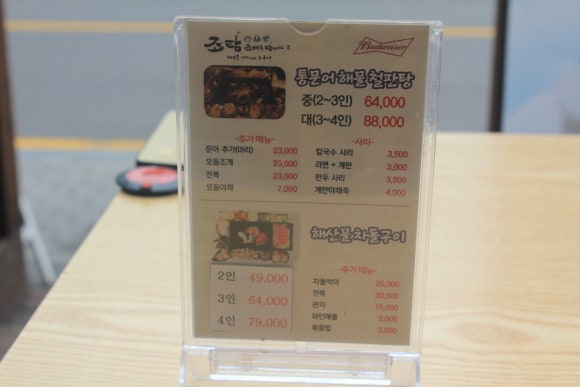 조담
Budweiser
통문어 해물 철판탕
중(2~3인) 64,000
대(3~4인) 88,000
-추가메뉴-
문어 추가(마리) 23,000
모듬조개 23,000
전복 23,000
모듬야채 7,000
-사리-
칼국수 사리 3,500
라면 + 계란 3,000
만두 사리 3,500
계란야채죽 4,000
해산물차돌구이
2인 49,000
3인 64,000
4인 79,000
-추가메뉴-
차돌박이 20,000
전복 20,000
관자 15,000
파인애플 2,000
볶음밥 3,000